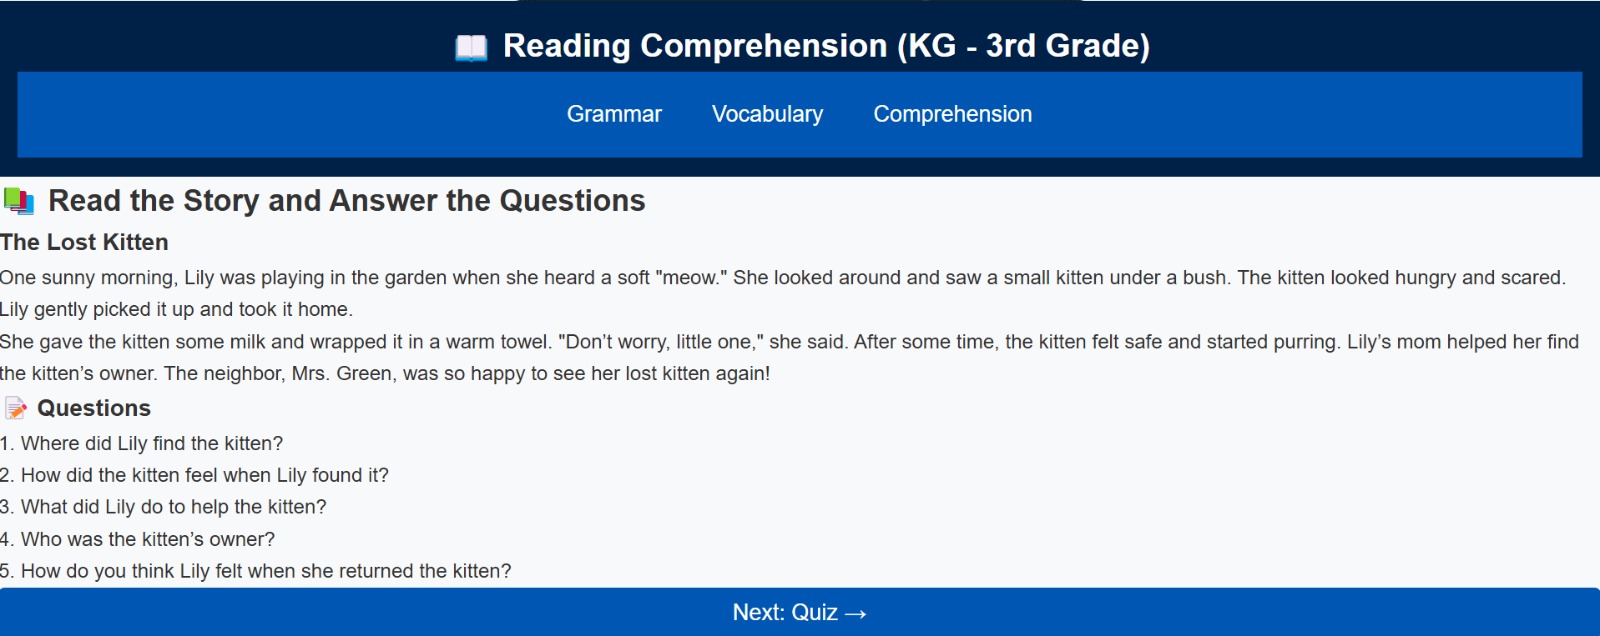 Reading Comprehension (KG - 3rd Grade)
Grammar Vocabulary Comprehension
Read the Story and Answer the Questions
The Lost Kitten
One sunny morning, Lily was playing in the garden when she heard a soft "meow." She looked around and saw a small kitten under a bush. The kitten looked hungry and scared.
Lily gently picked it up and took it home.
She gave the kitten some milk and wrapped it in a warm towel. "Don’t worry, little one," she said. After some time, the kitten felt safe and started purring. Lily’s mom helped her find
the kitten’s owner. The neighbor, Mrs. Green, was so happy to see her lost kitten again!
Questions
1. Where did Lily find the kitten?
2. How did the kitten feel when Lily found it?
3. What did Lily do to help the kitten?
4. Who was the kitten’s owner?
5. How do you think Lily felt when she returned the kitten?
Next: Quiz →